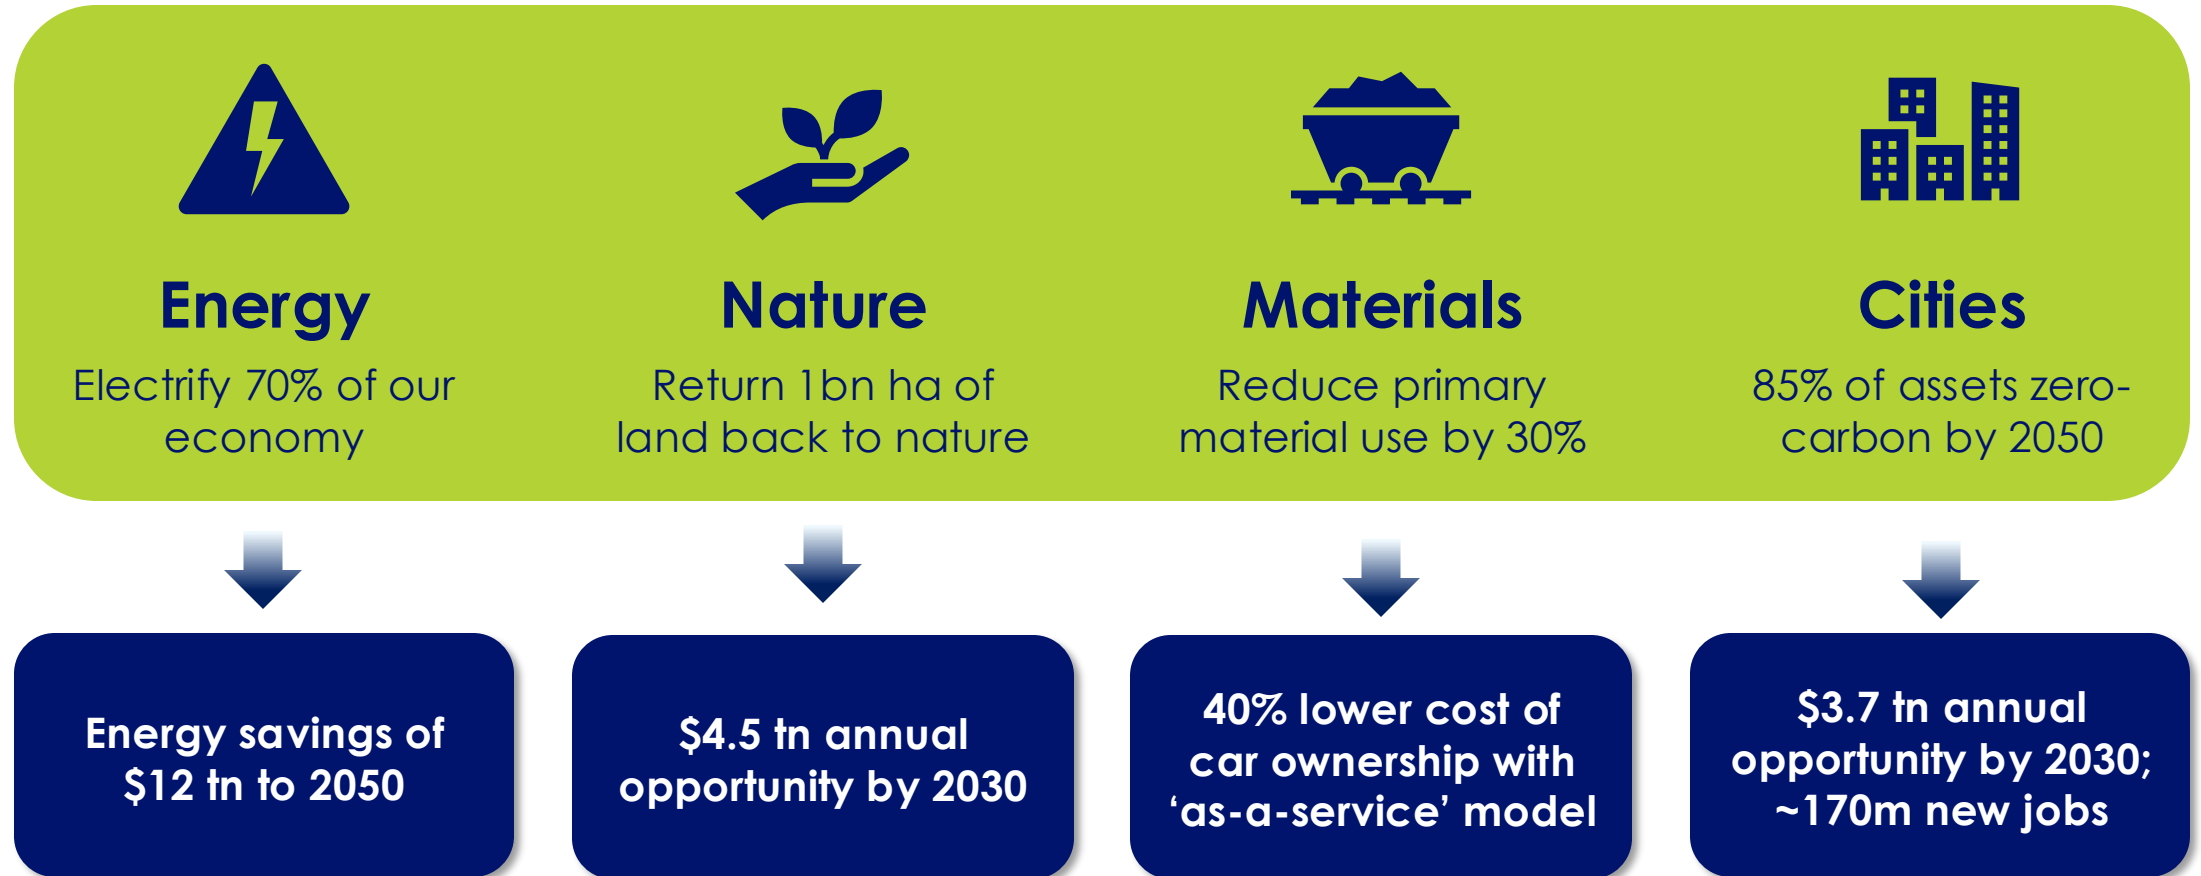 Energy
Electrify 70% of our
economy
Nature
Return 1bn ha of
land back to nature
Materials
Reduce primary
material use by 30%
Cities
85% of assets zero-
carbon by 2050
Energy savings of
$12 tn to 2050
$4.5 tn annual
opportunity by 2030
40% lower cost of
car ownership with
‘as-a-service’ model
$3.7 tn annual
opportunity by 2030;
~170m new jobs